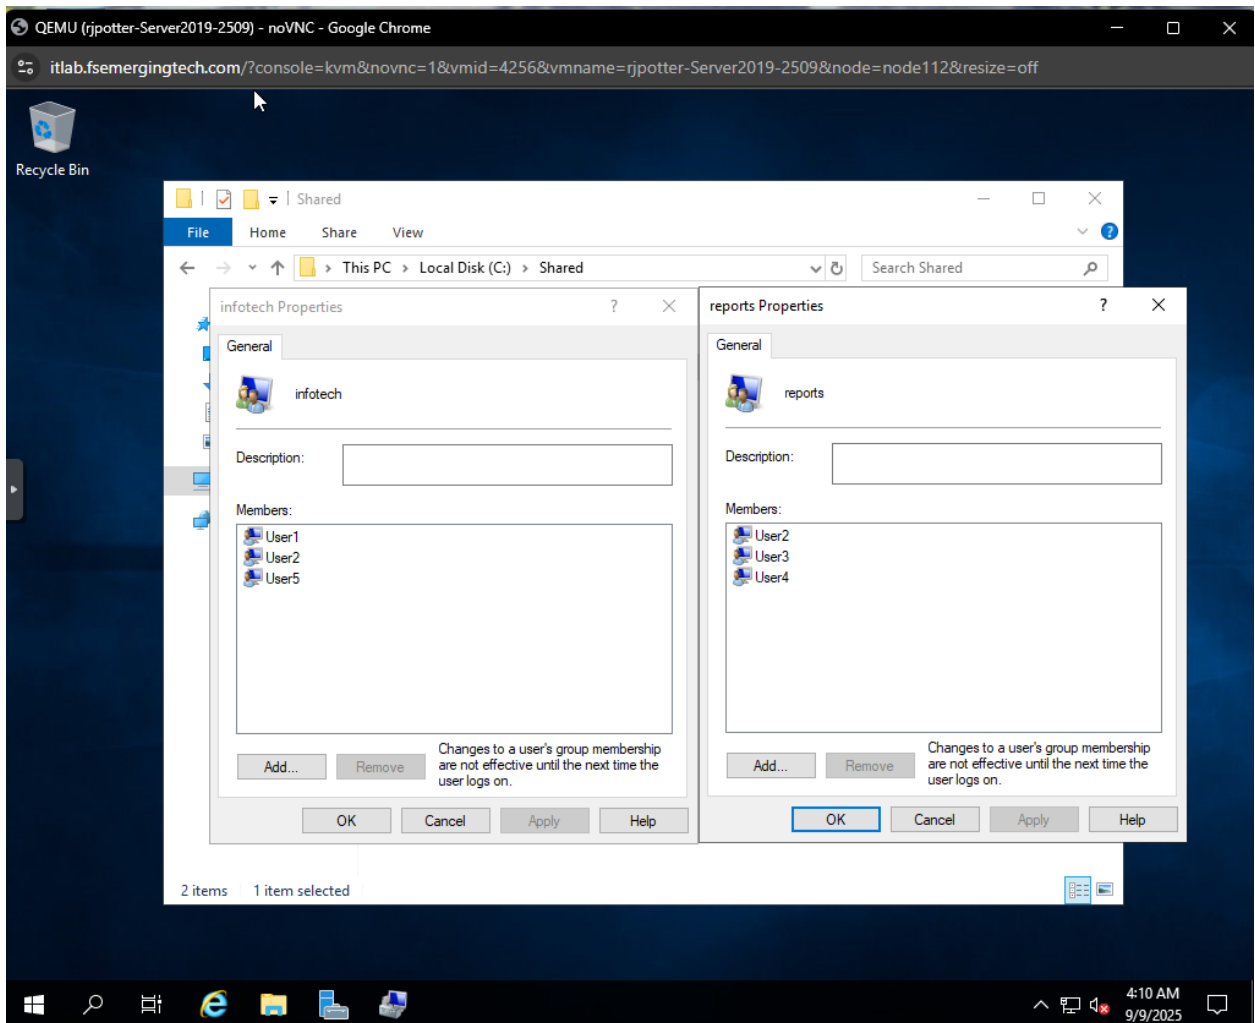 QEMU (rjpotter-Server2019-2509) - noVNC - Google Chrome
itlab.fsemergingtech.com/?console=kvm&novnc=1&vmid=4256&vmname=rjpotter-Server2019-2509&node=node112&resize=off
Recycle Bin
Shared
File Home Share View
This PC > Local Disk (C:) > Shared
Search Shared
infotech Properties
General
infotech
Description:
Members:
User1
User2
User5
Add... Remove
Changes to a user's group membership
are not effective until the next time the
user logs on.
OK Cancel Apply Help
reports Properties
General
reports
Description:
Members:
User2
User3
User4
Add... Remove
Changes to a user's group membership
are not effective until the next time the
user logs on.
OK Cancel Apply Help
2 items 1 item selected
4:10 AM
9/9/2025